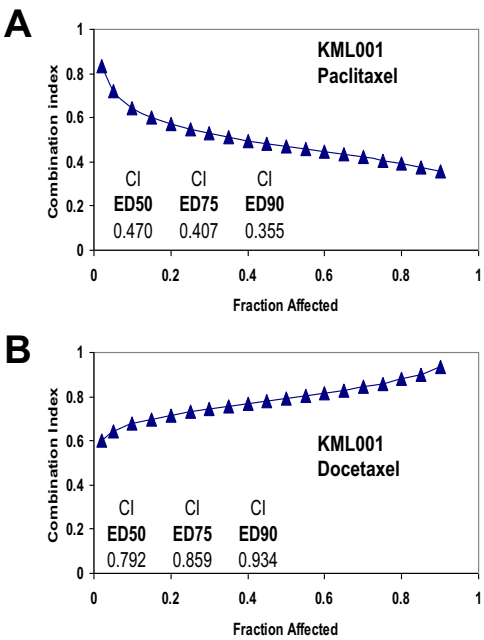 A
KML001
Paclitaxel
Combination index
1
0.8
0.6
0.4
0.2
0
CI CI CI
ED50 ED75 ED90
0.470 0.407 0.355
0 0.2 0.4 0.6 0.8 1
Fraction Affected
B
Combination Index
1
0.8
0.6
0.4
0.2
0
KML001
Docetaxel
CI CI CI
ED50 ED75 ED90
0.792 0.859 0.934
0 0.2 0.4 0.6 0.8 1
Fraction Affected